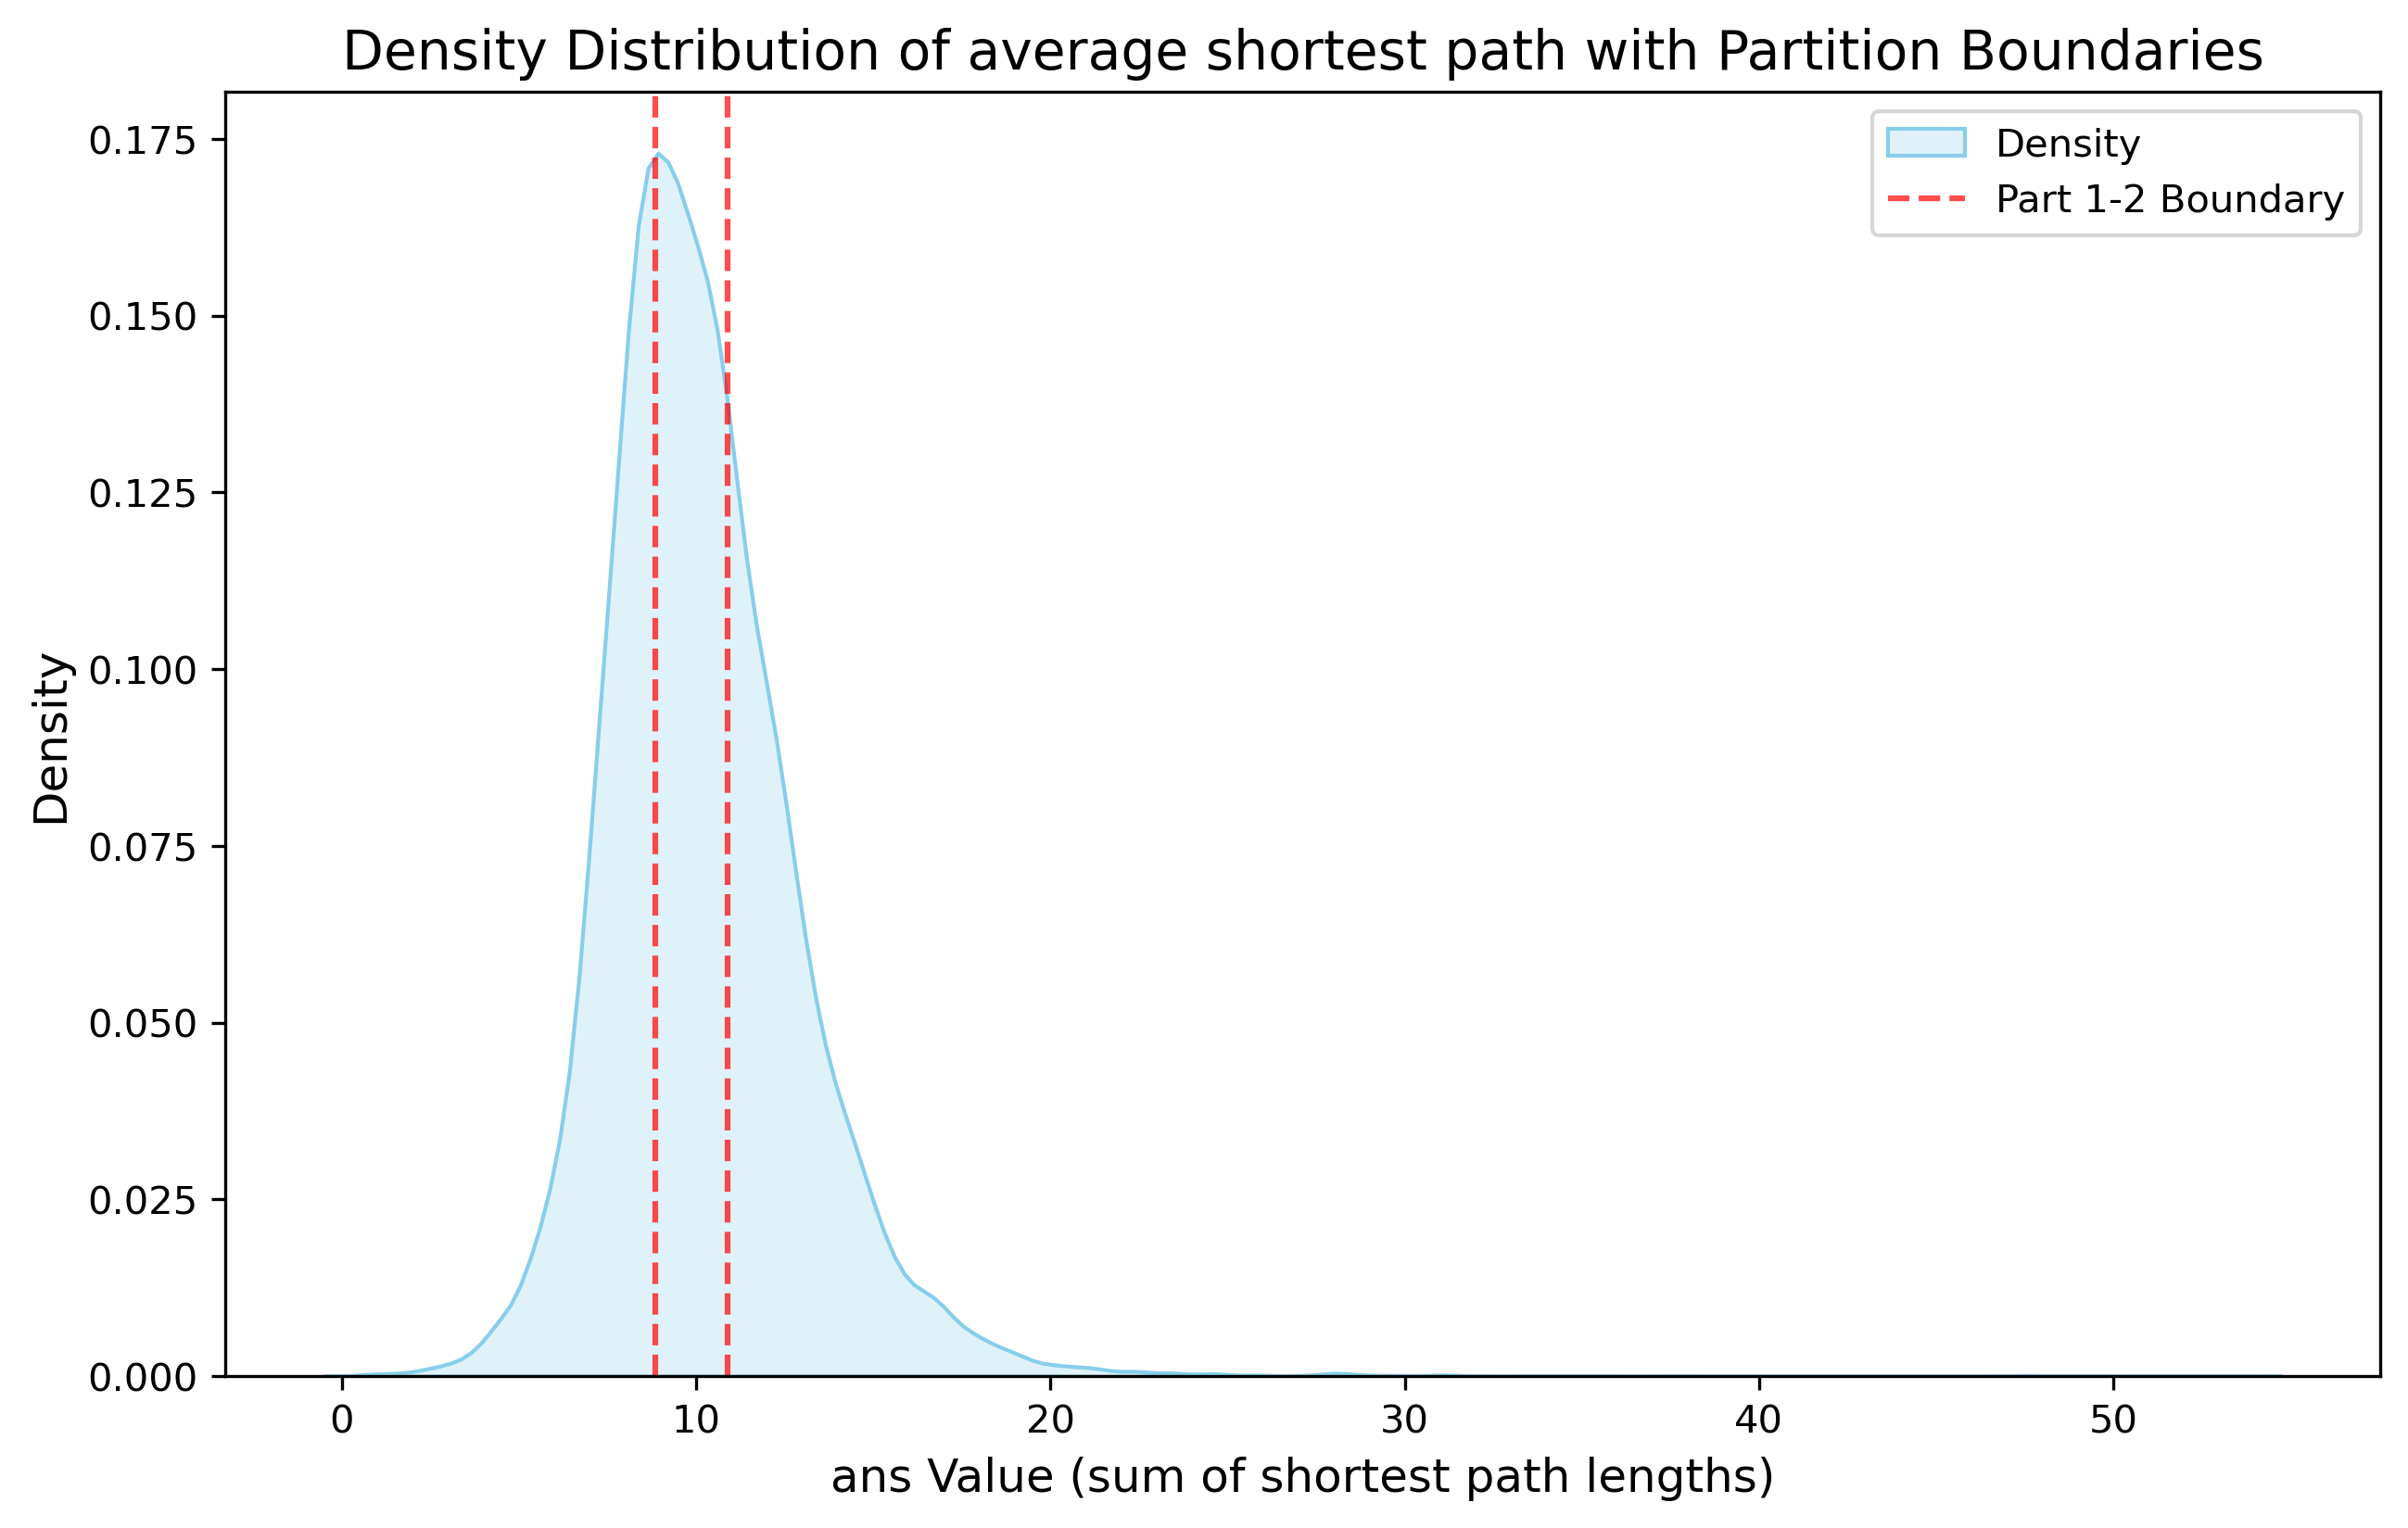 Density Distribution of average shortest path with Partition Boundaries
Density
Part 1-2 Boundary
0.175
0.150
0.125
0.100
0.075
0.050
0.025
0.000
Density
0 10 20 30 40 50
ans Value (sum of shortest path lengths)